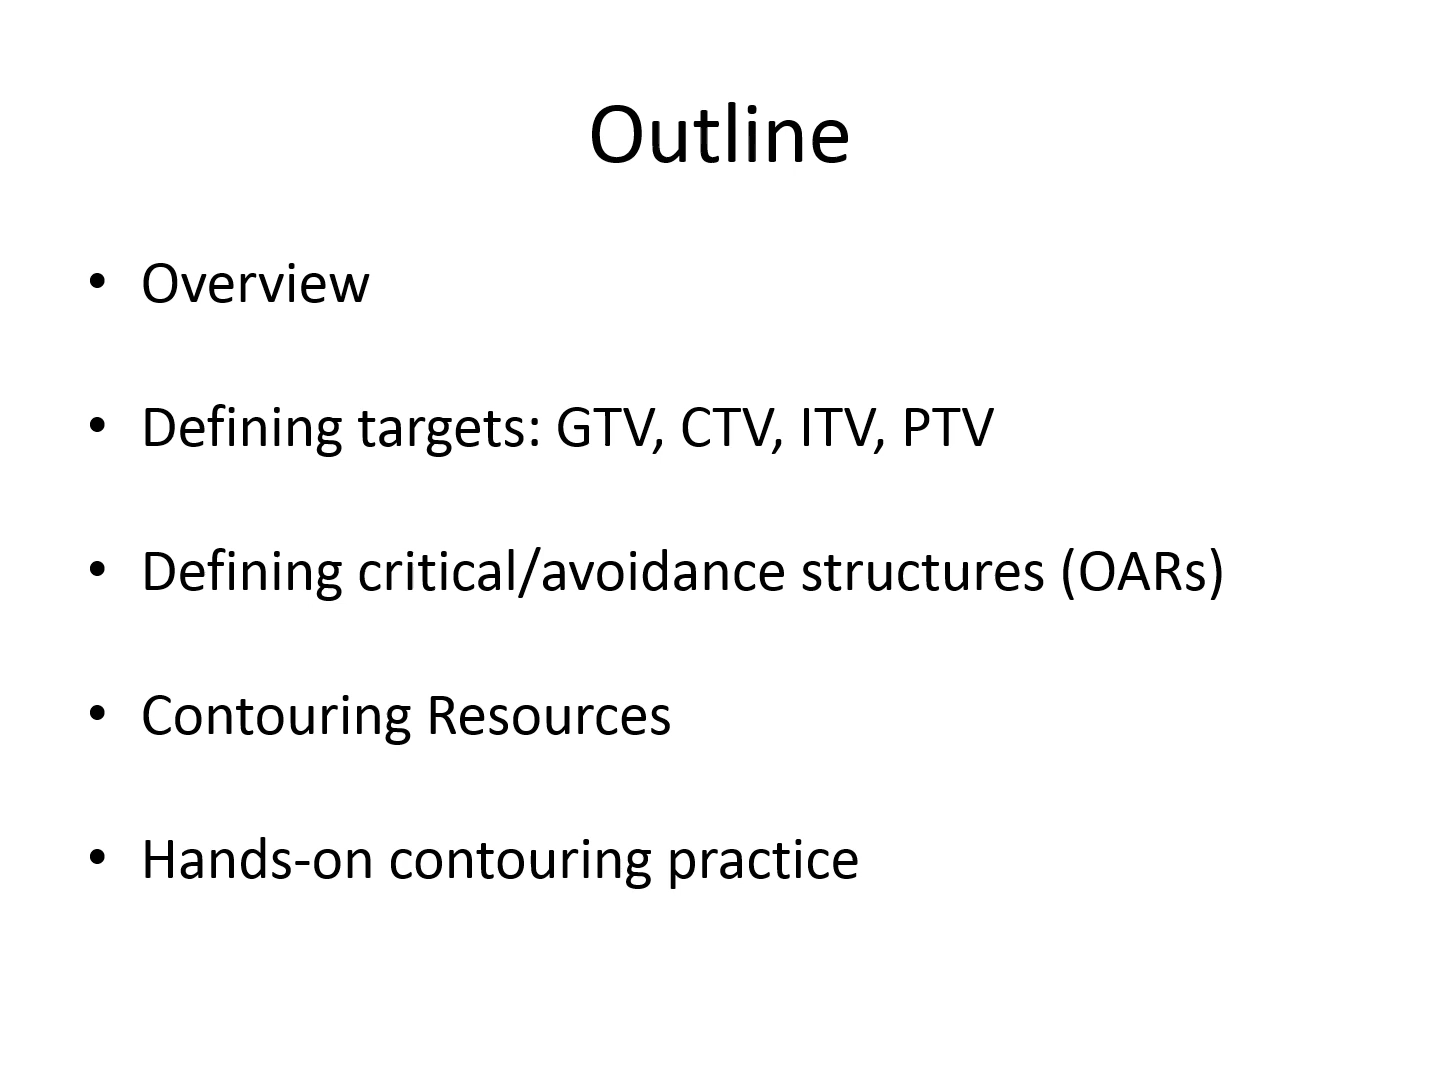 Outline
• Overview
• Defining targets: GTV, CTV, ITV, PTV
• Defining critical/avoidance structures (OARs)
• Contouring Resources
• Hands-on contouring practice